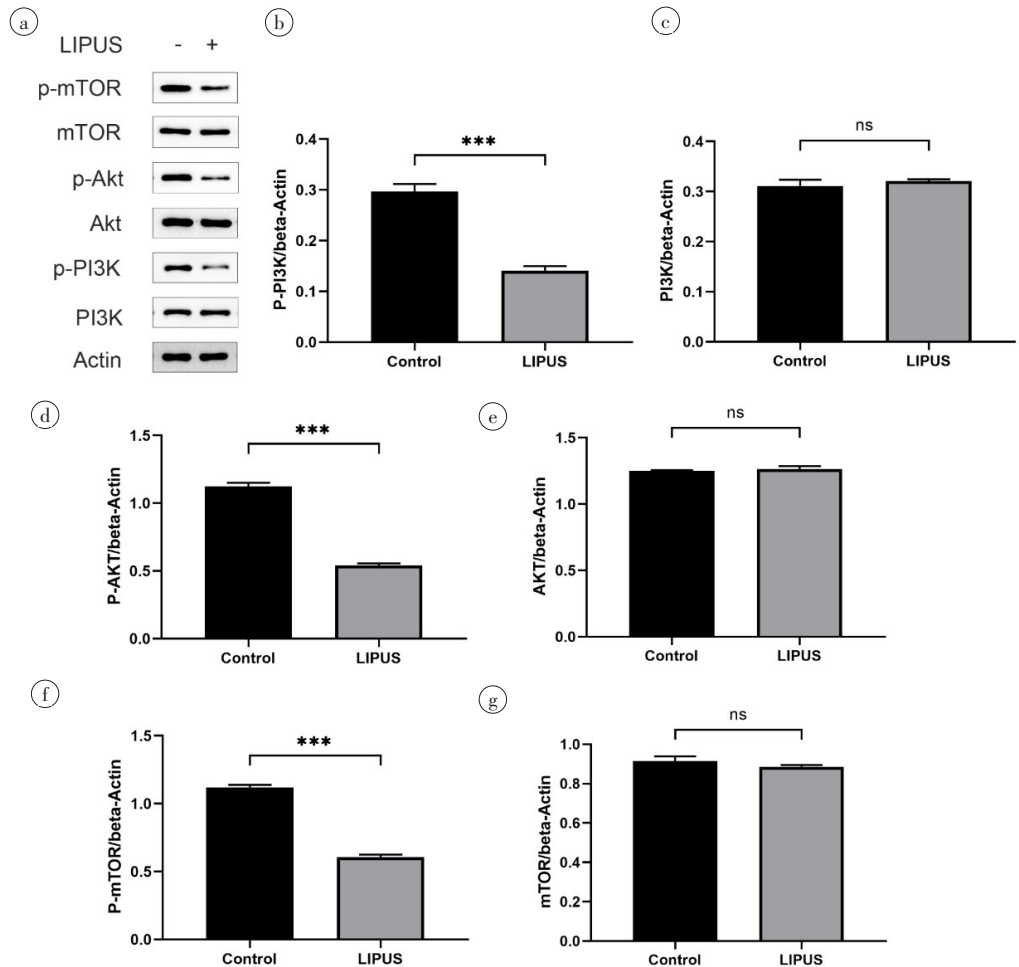 a
LIPUS - +
p-mTOR
mTOR
p-Akt
Akt
p-PI3K
PI3K
Actin
b
***
P-PI3K/beta-Actin
0.4
0.3
0.2
0.1
0.0
Control LIPUS
c
ns
PI3K/beta-Actin
0.4
0.3
0.2
0.1
0.0
Control LIPUS
d
***
P-AKT/beta-Actin
1.5
1.0
0.5
0.0
Control LIPUS
e
ns
AKT/beta-Actin
1.5
1.0
0.5
0.0
Control LIPUS
f
***
P-mTOR/beta-Actin
1.5
1.0
0.5
0.0
Control LIPUS
g
ns
mTOR/beta-Actin
1.0
0.8
0.6
0.4
0.2
0.0
Control LIPUS